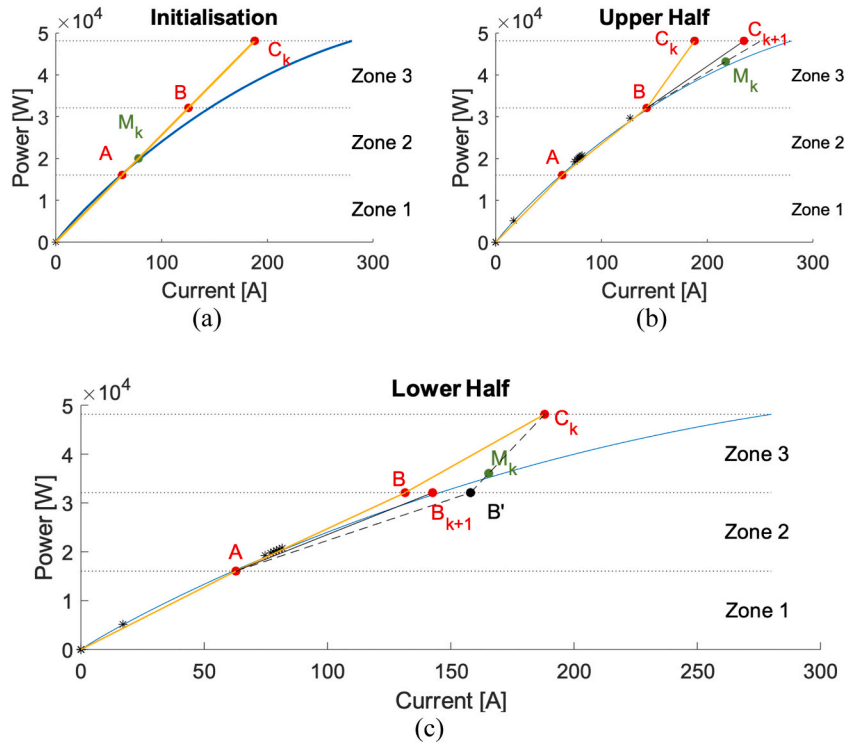 Initialisation
×10⁴
5
4
3
2
1
0
Power [W]
0 100 200 300
Current [A]
A
B
C_k
M_k
Zone 3
Zone 2
Zone 1
(a)
Upper Half
×10⁴
5
4
3
2
1
0
Power [W]
0 100 200 300
Current [A]
A
B
C_k
C_{k+1}
M_k
Zone 3
Zone 2
Zone 1
(b)
Lower Half
×10⁴
5
4
3
2
1
0
Power [W]
0 50 100 150 200 250 300
Current [A]
A
B
C_k
M_k
B_{k+1}
B'
Zone 3
Zone 2
Zone 1
(c)